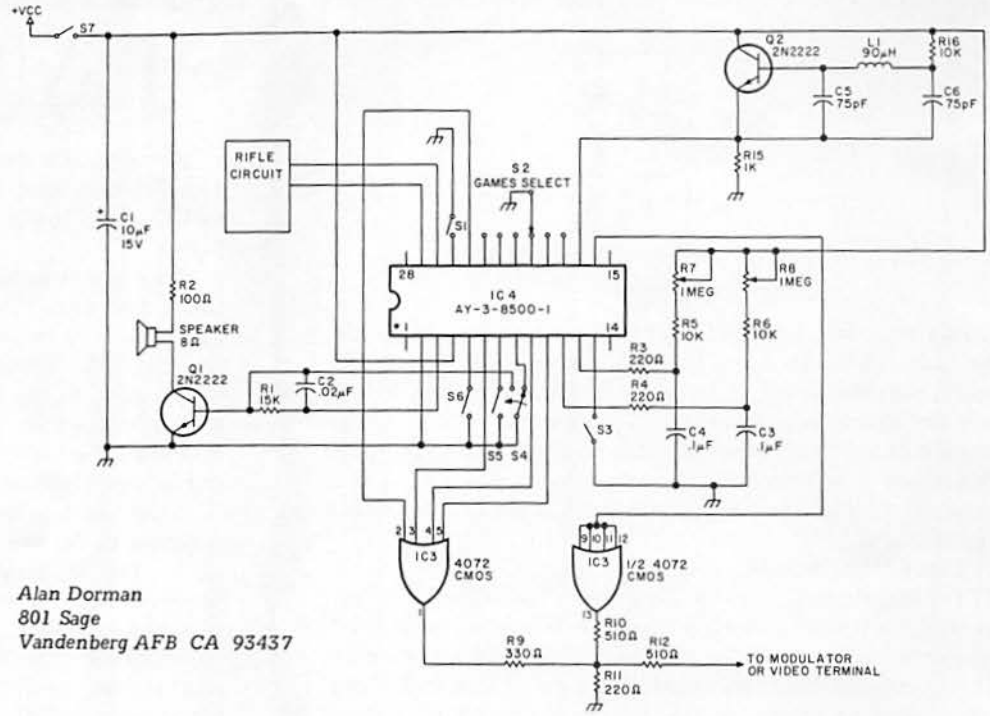 +VCC
S7
Q2
2N2222
L1
90µH
R16
10K
C5
75pF
C6
75pF
R15
1K
RIFLE
CIRCUIT
S2
GAMES SELECT
S1
+
C1
10µF
15V
28
15
IC4
AY-3-8500-1
1
14
R7
1MEG
R8
1MEG
R2
100Ω
SPEAKER
8Ω
R5
10K
R6
10K
R3
220Ω
R4
220Ω
Q1
2N2222
R1
15K
C2
.02µF
S6
S5
S4
S3
C4
.1µF
C3
.1µF
2
3
4
5
IC3
4072
CMOS
1
9
10
11
12
IC3
1/2 4072
CMOS
13
Alan Dorman
801 Sage
Vandenberg AFB CA 93437
R10
510Ω
R9
330Ω
R12
510Ω
R11
220Ω
TO MODULATOR
OR VIDEO TERMINAL